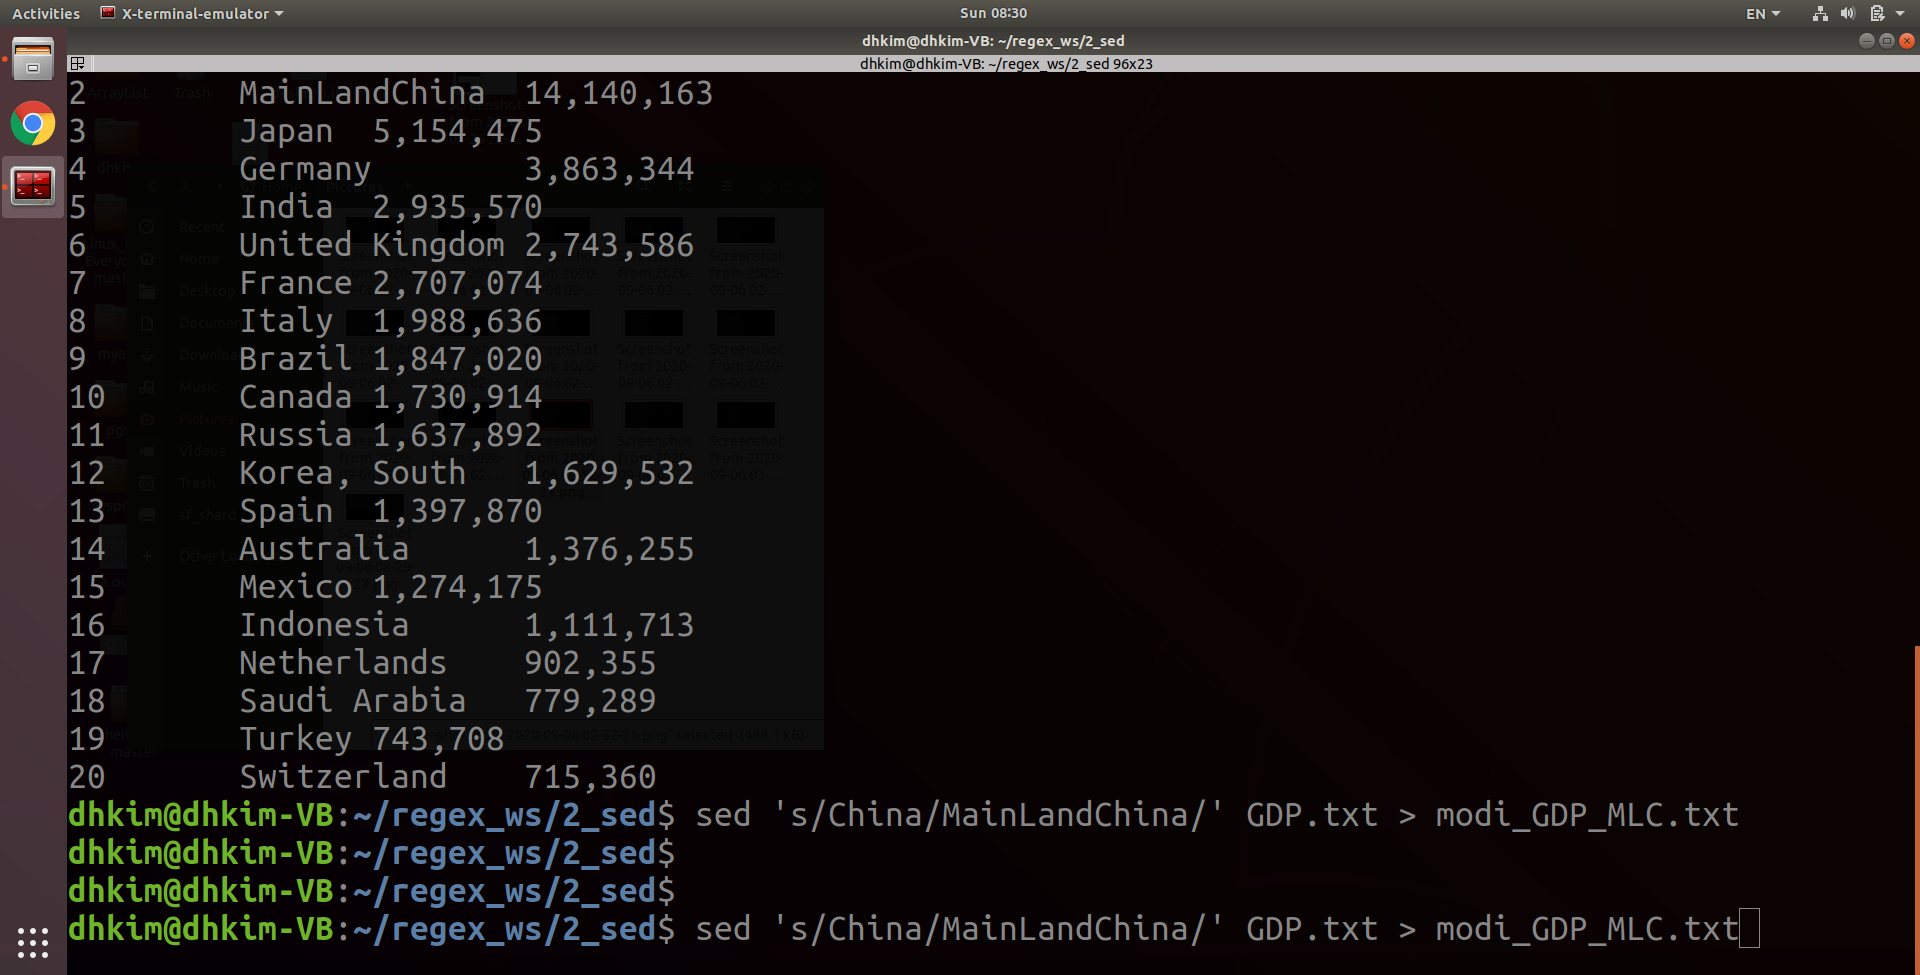 Activities X-terminal-emulator Sun 08:30 EN
dhkim@dhkim-VB: ~/regex_ws/2_sed
dhkim@dhkim-VB: ~/regex_ws/2_sed 96x23
2 MainLandChina 14,140,163
3 Japan 5,154,475
4 Germany 3,863,344
5 India 2,935,570
6 United Kingdom 2,743,586
7 France 2,707,074
8 Italy 1,988,636
9 Brazil 1,847,020
10 Canada 1,730,914
11 Russia 1,637,892
12 Korea, South 1,629,532
13 Spain 1,397,870
14 Australia 1,376,255
15 Mexico 1,274,175
16 Indonesia 1,111,713
17 Netherlands 902,355
18 Saudi Arabia 779,289
19 Turkey 743,708
20 Switzerland 715,360
dhkim@dhkim-VB:~/regex_ws/2_sed$ sed 's/China/MainLandChina/' GDP.txt > modi_GDP_MLC.txt
dhkim@dhkim-VB:~/regex_ws/2_sed$
dhkim@dhkim-VB:~/regex_ws/2_sed$
dhkim@dhkim-VB:~/regex_ws/2_sed$ sed 's/China/MainLandChina/' GDP.txt > modi_GDP_MLC.txt